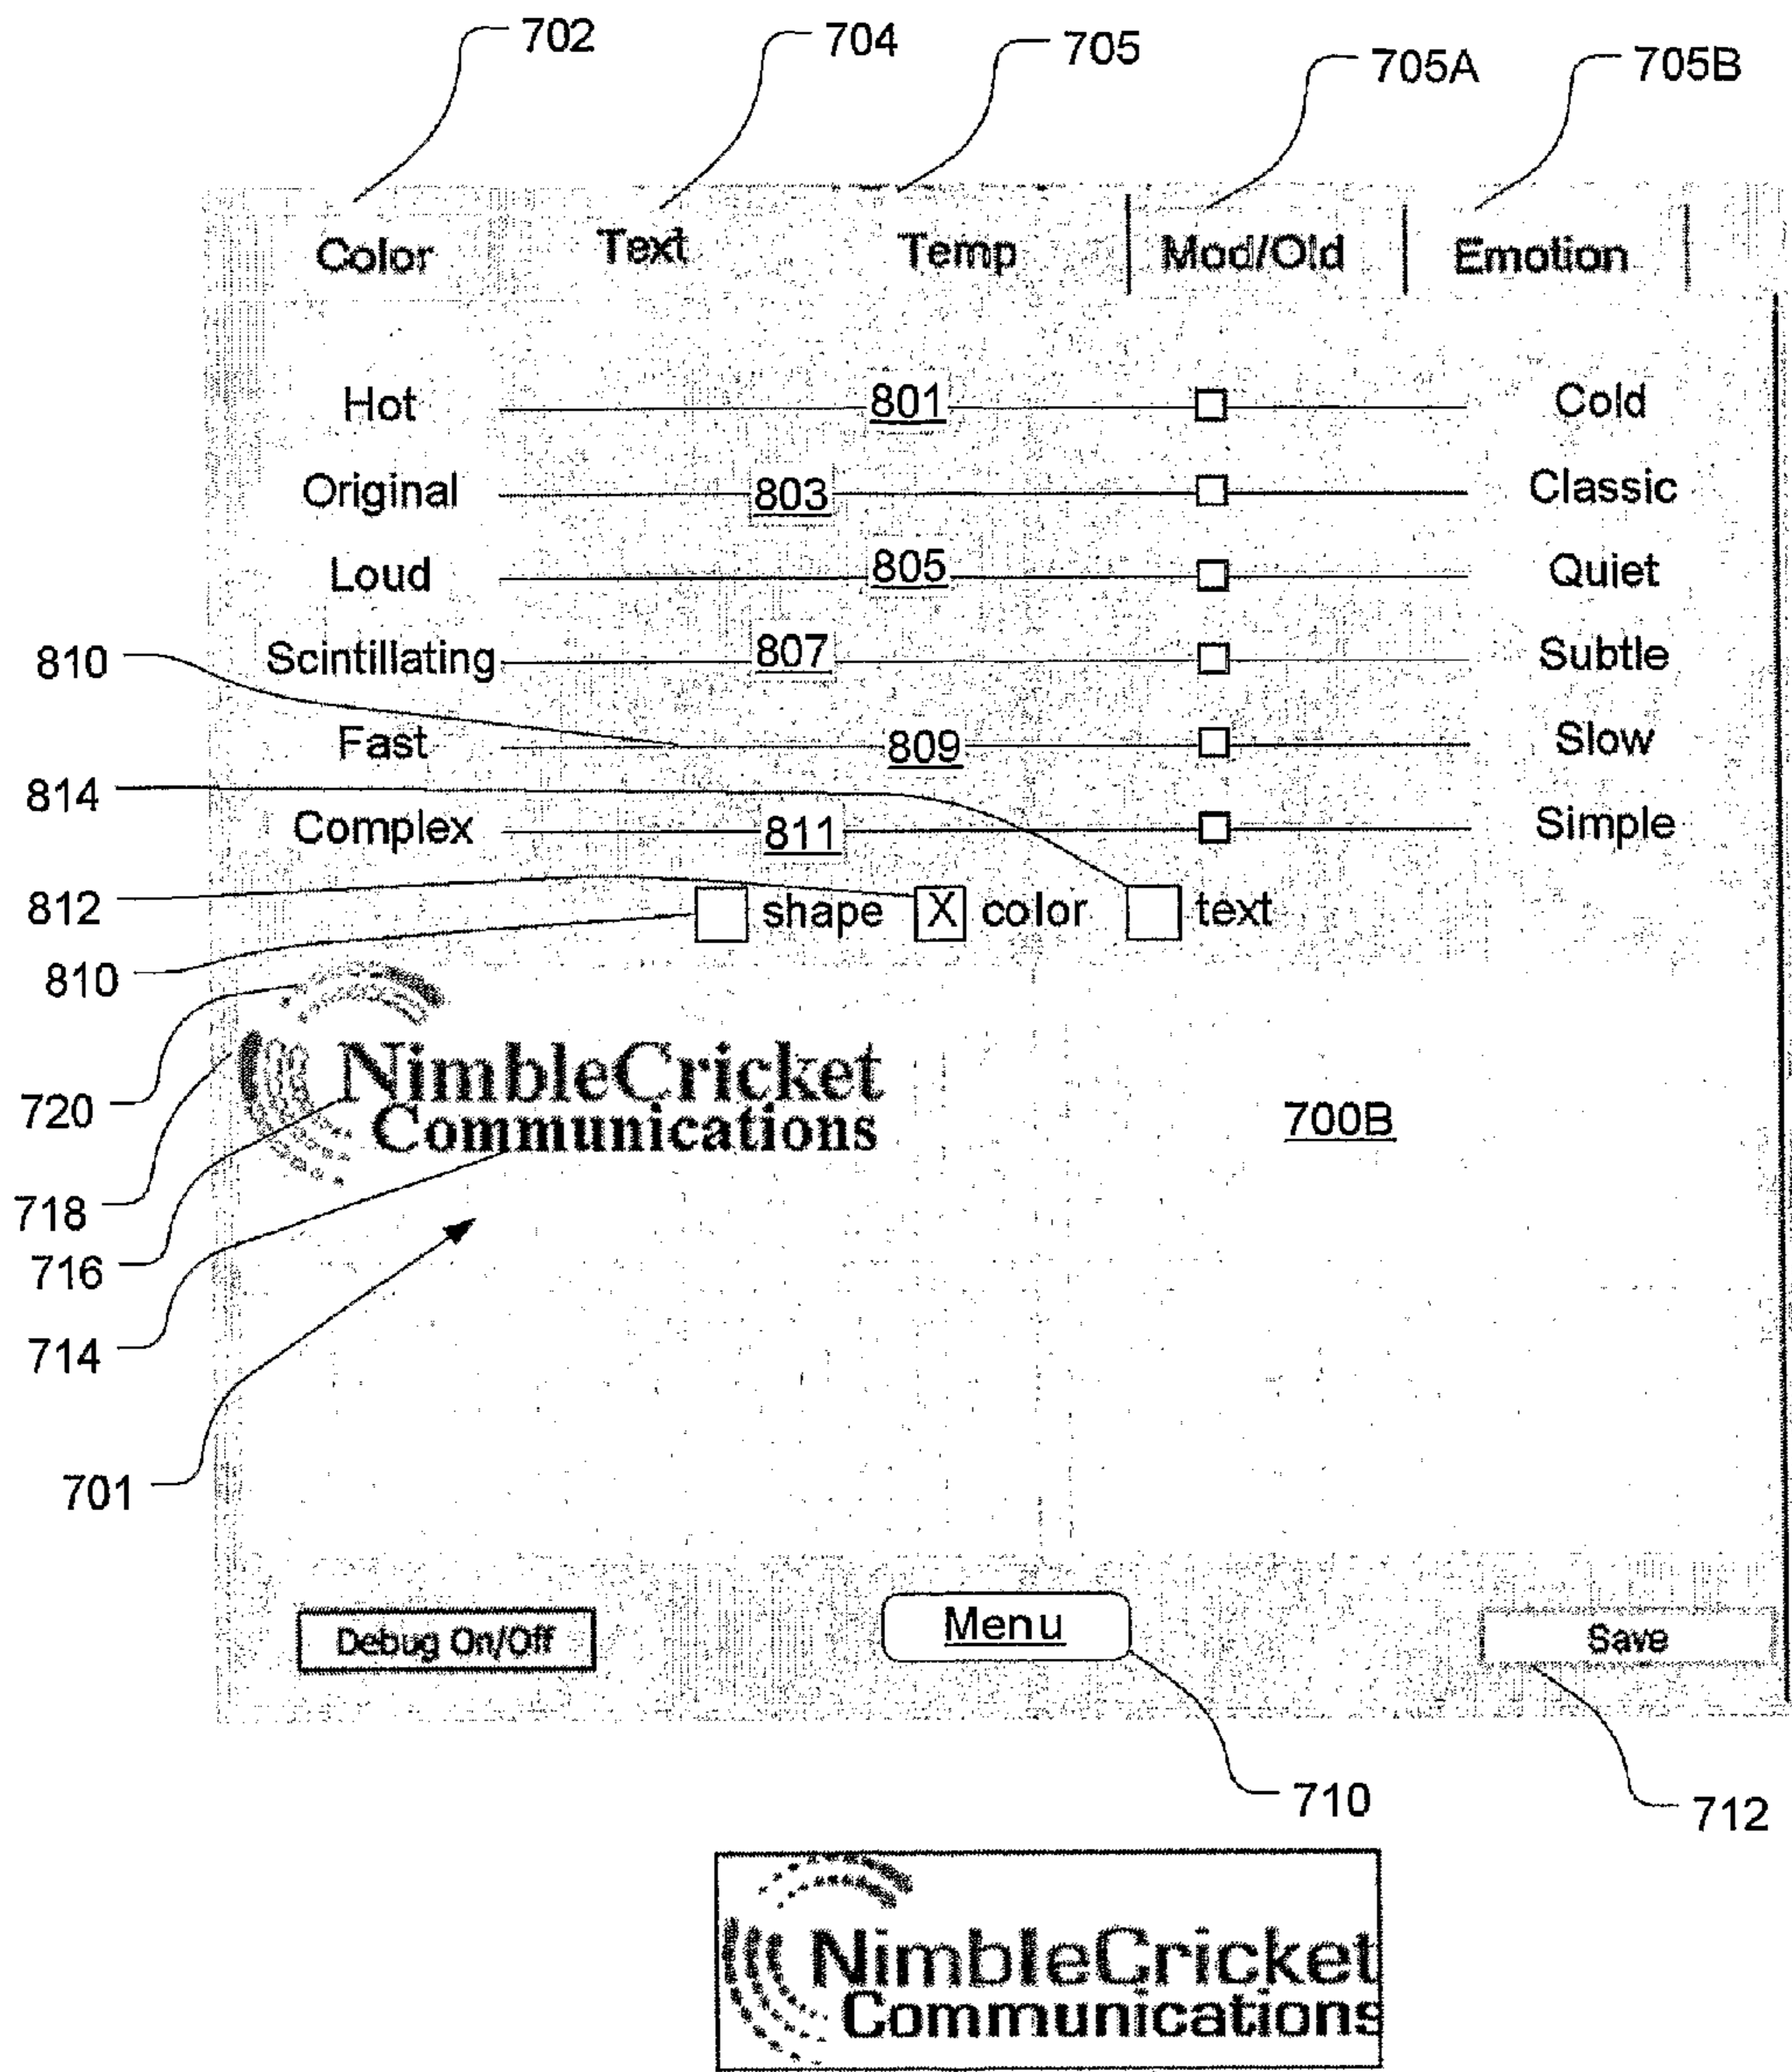 702 704 705 705A 705B
Color Text Temp Mod/Old Emotion
Hot 801 Cold
Original 803 Classic
Loud 805 Quiet
810 Scintillating 807 Subtle
Fast 809 Slow
814
Complex 811 Simple
812 shape X color text
810
NimbleCricket
720 Communications 700B
718
716
714
701
Debug On/Off Menu Save
710 712
NimbleCricket
Communications